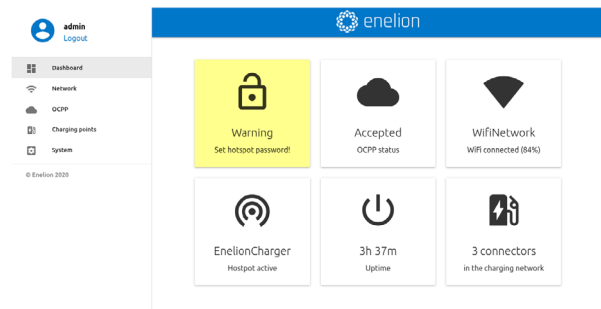 admin
Logout
enelion
Dashboard
Network
OCPP
Charging points
System
© Enelion 2020
Warning
Set hotspot password!
Accepted
OCPP status
WifiNetwork
WiFi connected (84%)
EnelionCharger
Hostpot active
3h 37m
Uptime
3 connectors
in the charging network